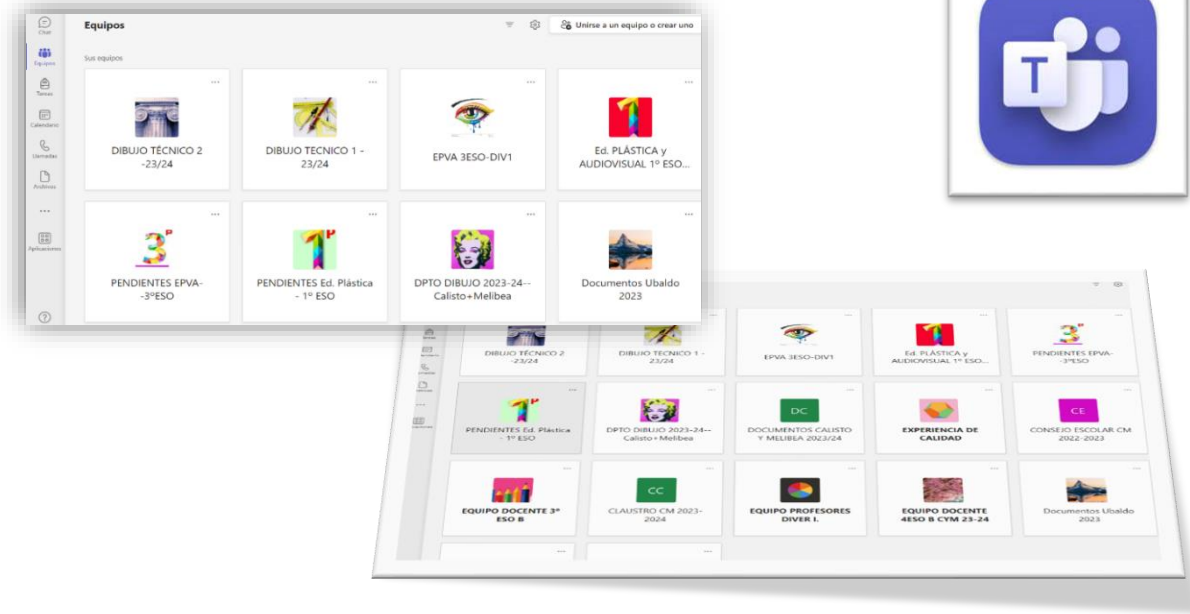 Chat
Equipos
Tareas
Calendario
Llamadas
Archivos
Aplicaciones
Equipos
Unirse a un equipo o crear uno
Sus equipos
DIBUJO TÉCNICO 2
-23/24
DIBUJO TECNICO 1 -
23/24
EPVA 3ESO-DIV1
Ed. PLÁSTICA y
AUDIOVISUAL 1º ESO...
PENDIENTES EPVA-
-3ºESO
PENDIENTES Ed. Plástica
- 1º ESO
DPTO DIBUJO 2023-24--
Calisto+Melibea
Documentos Ubaldo
2023
T
DIBUJO TÉCNICO 2
-23/24
DIBUJO TECNICO 1 -
23/24
EPVA 3ESO-DIV1
Ed. PLÁSTICA y
AUDIOVISUAL 1º ESO...
PENDIENTES EPVA-
-3ºESO
PENDIENTES Ed. Plástica
- 1º ESO
DPTO DIBUJO 2023-24--
Calisto+Melibea
DC
DOCUMENTOS CALISTO
Y MELIBEA 2023/24
EXPERIENCIA DE
CALIDAD
CE
CONSEJO ESCOLAR CM
2022-2023
EQUIPO DOCENTE 3º
ESO B
CC
CLAUSTRO CM 2023-
2024
EQUIPO PROFESORES
DIVER I.
EQUIPO DOCENTE
4ESO B CYM 23-24
Documentos Ubaldo
2023